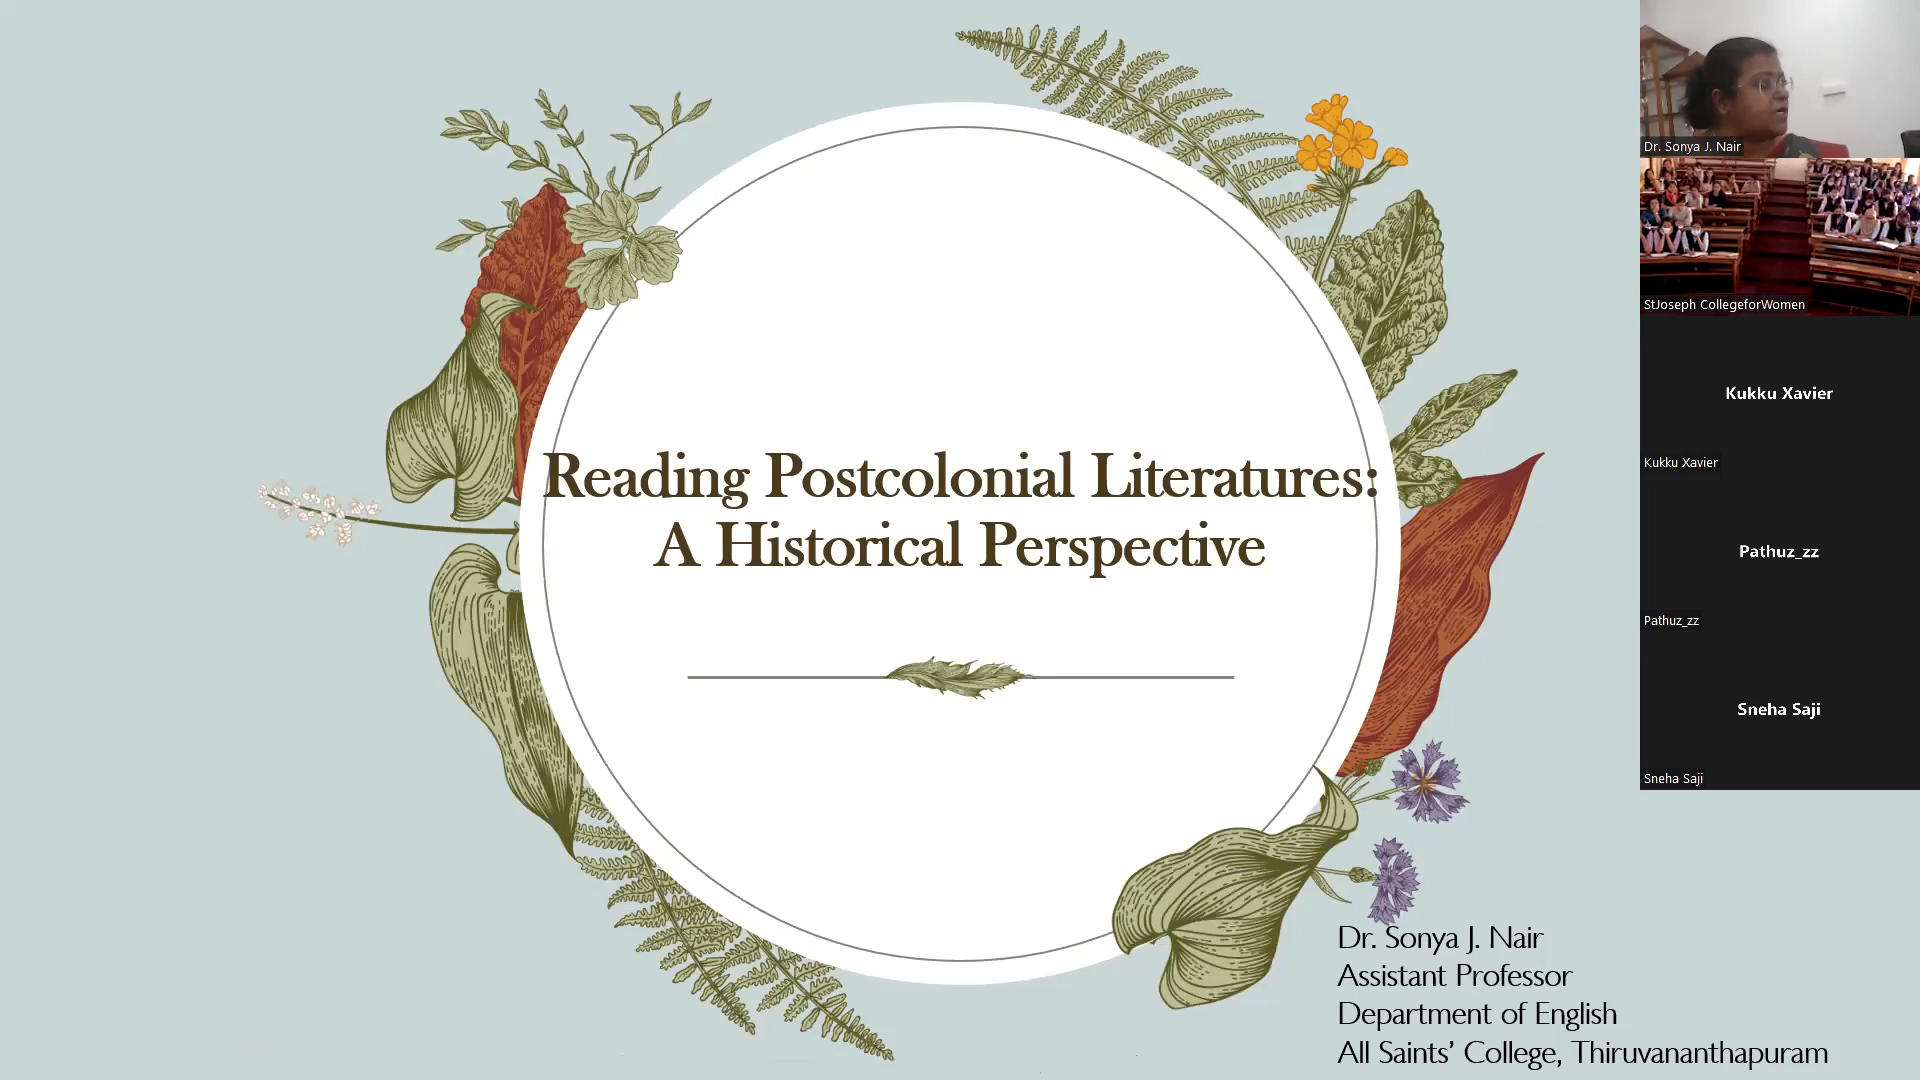 Reading Postcolonial Literatures:
A Historical Perspective
Dr. Sonya J. Nair
Assistant Professor
Department of English
All Saints’ College, Thiruvananthapuram
Dr. Sonya J. Nair
StJoseph CollegeforWomen
Kukku Xavier
Kukku Xavier
Pathuz_zz
Pathuz_zz
Sneha Saji
Sneha Saji